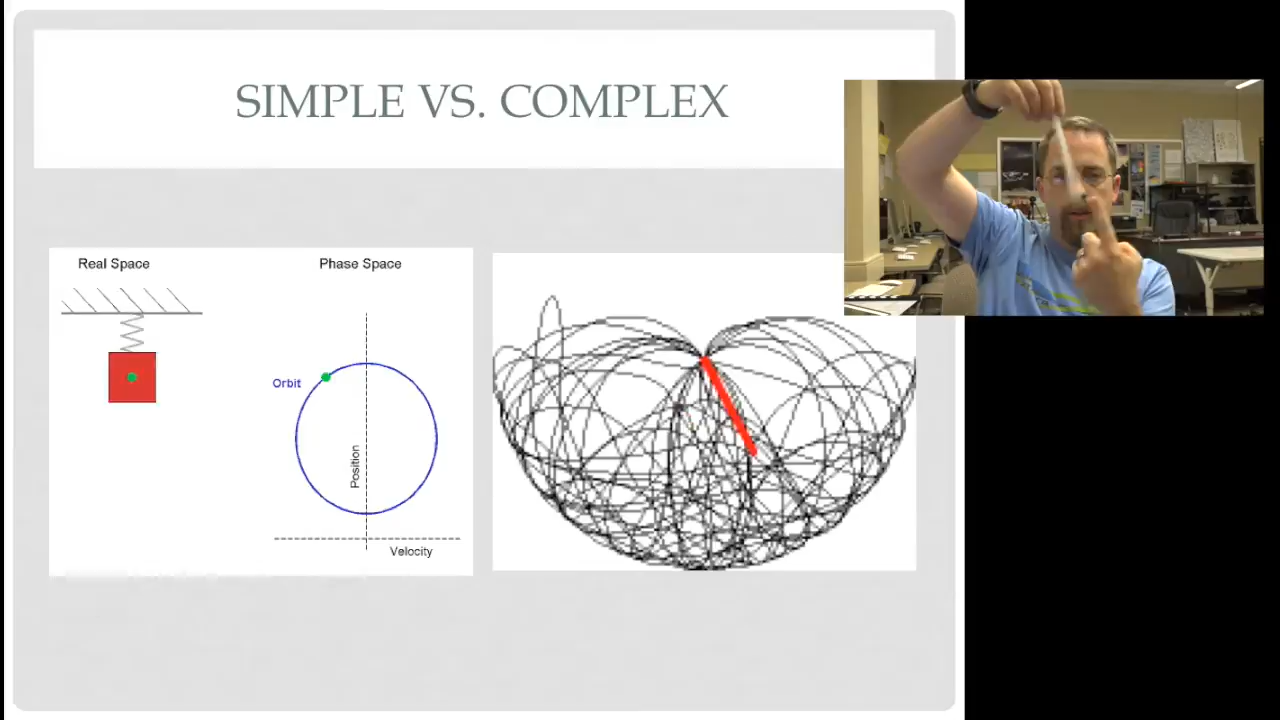 SIMPLE VS. COMPLEX
Real Space
Phase Space
Orbit
Position
Velocity